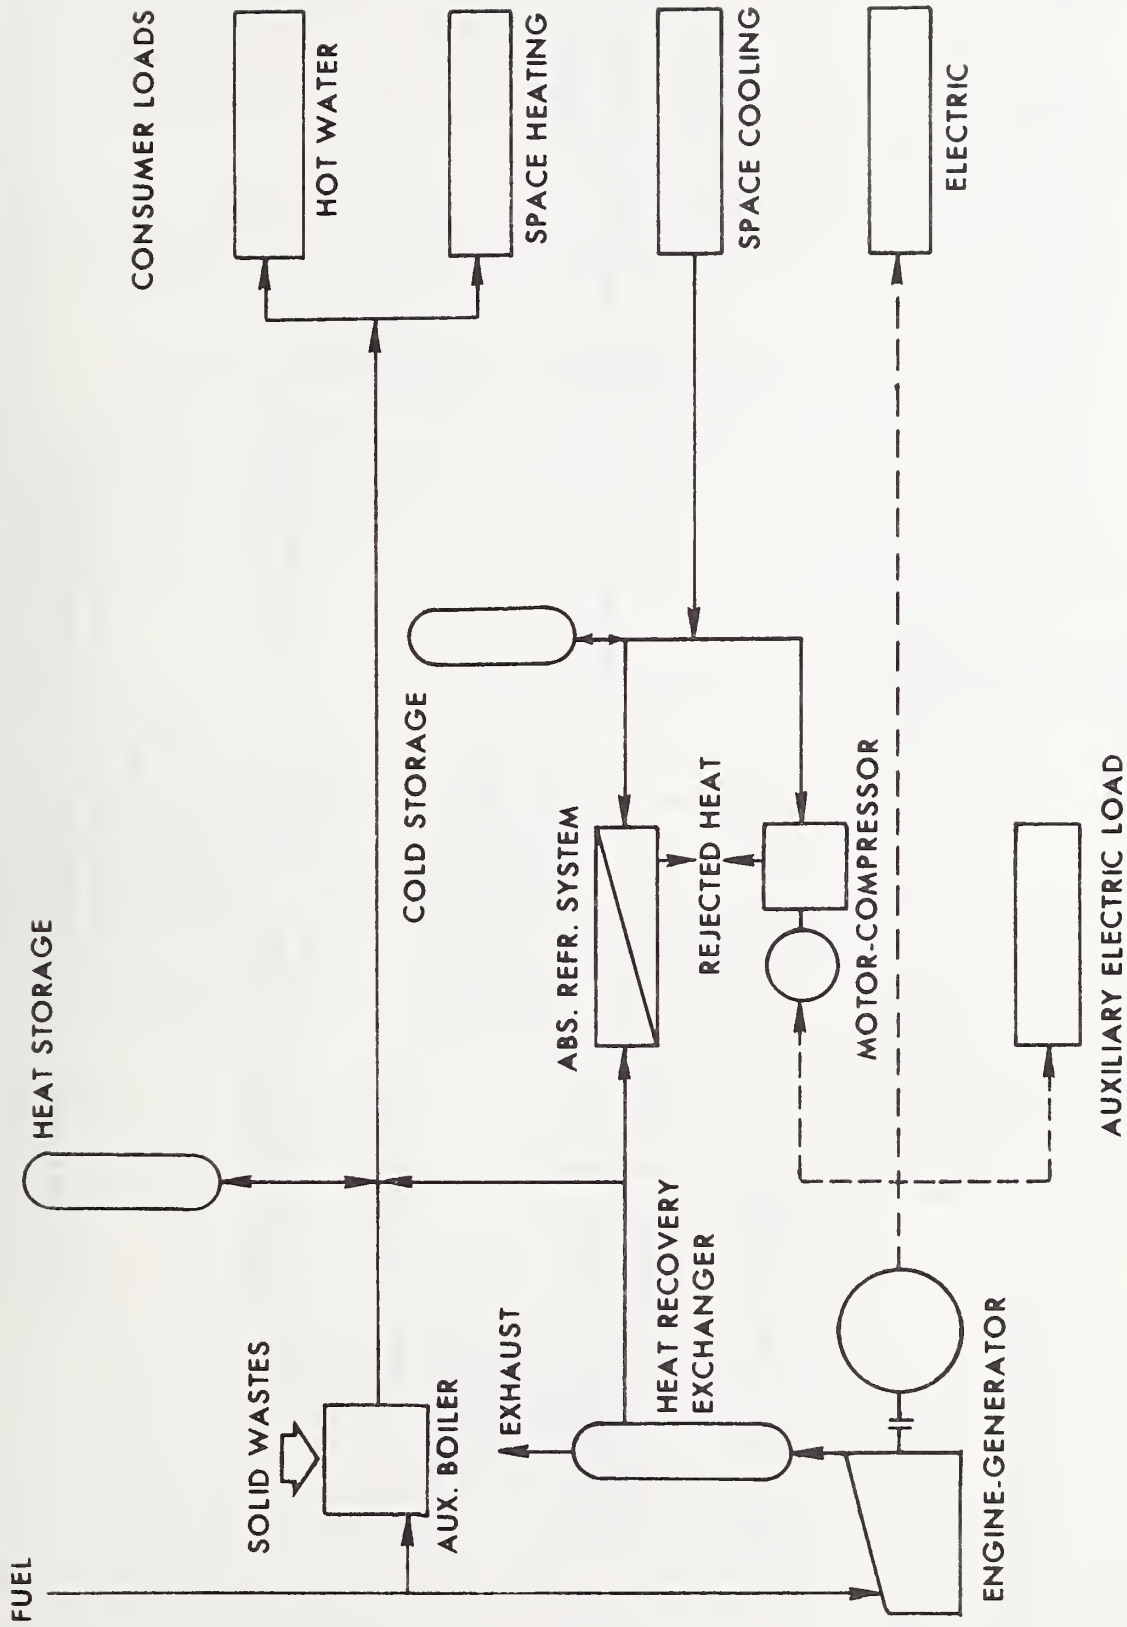 FUEL
SOLID WASTES
AUX. BOILER
EXHAUST
HEAT RECOVERY
EXCHANGER
ENGINE-GENERATOR
HEAT STORAGE
COLD STORAGE
ABS. REFR. SYSTEM
REJECTED HEAT
MOTOR-COMPRESSOR
AUXILIARY ELECTRIC LOAD
CONSUMER LOADS
HOT WATER
SPACE HEATING
SPACE COOLING
ELECTRIC